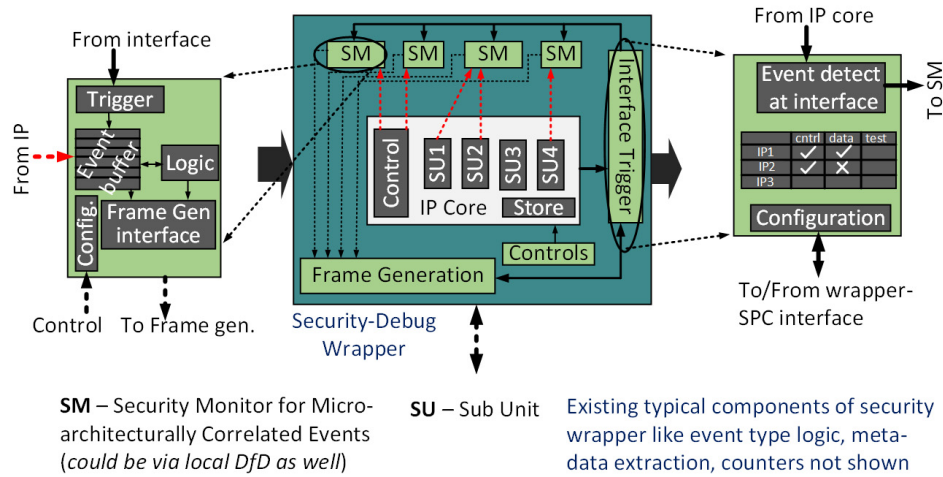 From interface
Trigger
From IP
Event
buffer
Logic
Config.
Frame Gen
interface
Control
To Frame gen.
SM
SM
SM
SM
Control
SU1
SU2
SU3
SU4
IP Core
Store
Controls
Frame Generation
Interface Trigger
Security-Debug
Wrapper
From IP core
Event detect
at interface
To SM
cntrl data test
IP1
IP2
IP3
Configuration
To/From wrapper-
SPC interface
SM – Security Monitor for Micro-
architecturally Correlated Events
(could be via local DfD as well)
SU – Sub Unit
Existing typical components of security
wrapper like event type logic, meta-
data extraction, counters not shown